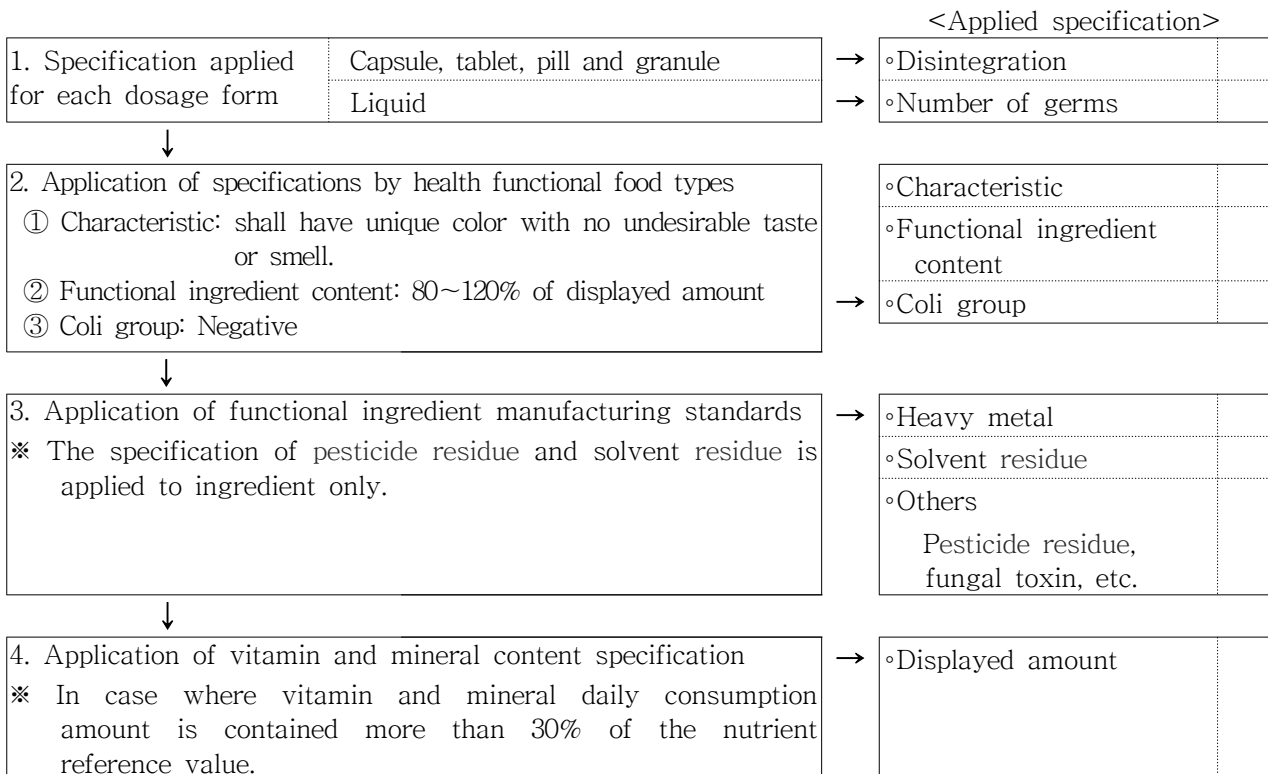 <Applied specification>
1. Specification applied
for each dosage form
Capsule, tablet, pill and granule
→
∘Disintegration
Liquid
→
∘Number of germs
↓
2. Application of specifications by health functional food types
① Characteristic: shall have unique color with no undesirable taste
or smell.
② Functional ingredient content: 80~120% of displayed amount
③ Coli group: Negative
→
∘Characteristic
∘Functional ingredient
content
∘Coli group
↓
3. Application of functional ingredient manufacturing standards
※ The specification of pesticide residue and solvent residue is
applied to ingredient only.
→
∘Heavy metal
∘Solvent residue
∘Others
Pesticide residue,
fungal toxin, etc.
↓
4. Application of vitamin and mineral content specification
※ In case where vitamin and mineral daily consumption
amount is contained more than 30% of the nutrient
reference value.
→
∘Displayed amount